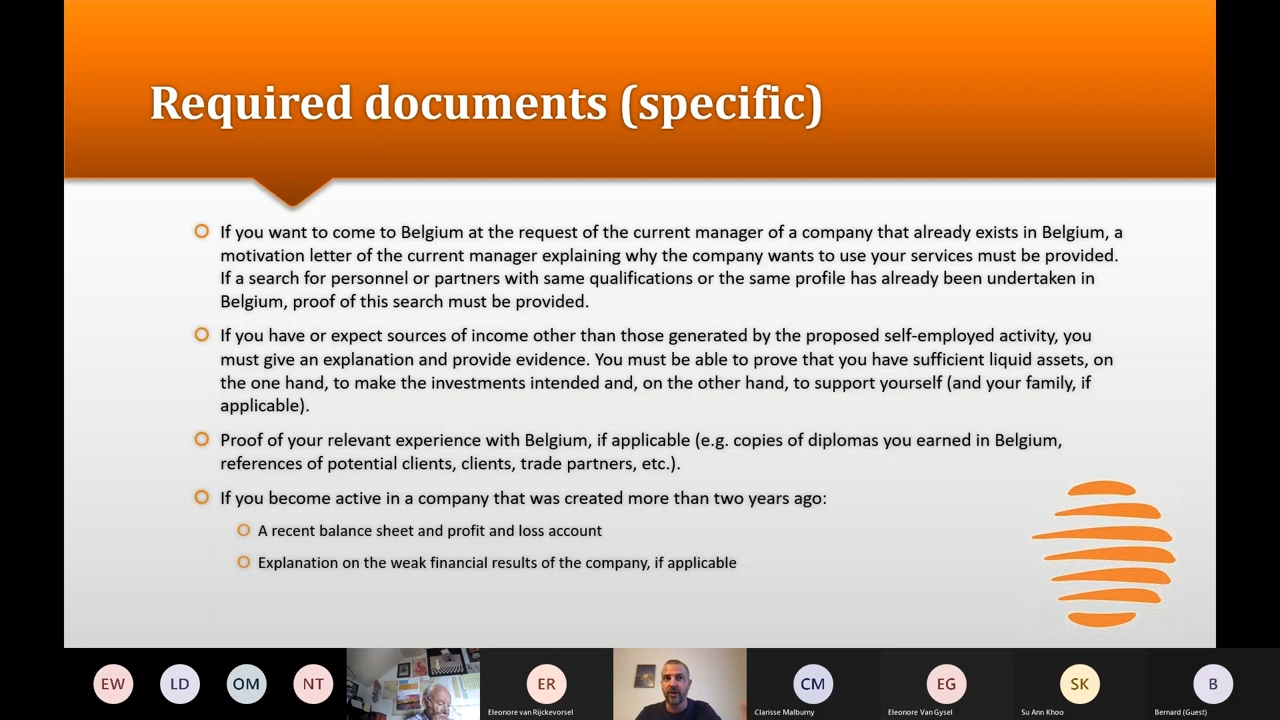 Required documents (specific)
If you want to come to Belgium at the request of the current manager of a company that already exists in Belgium, a
motivation letter of the current manager explaining why the company wants to use your services must be provided.
If a search for personnel or partners with same qualifications or the same profile has already been undertaken in
Belgium, proof of this search must be provided.
If you have or expect sources of income other than those generated by the proposed self-employed activity, you
must give an explanation and provide evidence. You must be able to prove that you have sufficient liquid assets, on
the one hand, to make the investments intended and, on the other hand, to support yourself (and your family, if
applicable).
Proof of your relevant experience with Belgium, if applicable (e.g. copies of diplomas you earned in Belgium,
references of potential clients, clients, trade partners, etc.).
If you become active in a company that was created more than two years ago:
A recent balance sheet and profit and loss account
Explanation on the weak financial results of the company, if applicable
EW
LD
OM
NT
ER
Eleonore van Rijckevorsel
CM
Clarisse Malburny
EG
Eleonore Van Gysel
SK
Su Ann Khoo
B
Bernard (Guest)